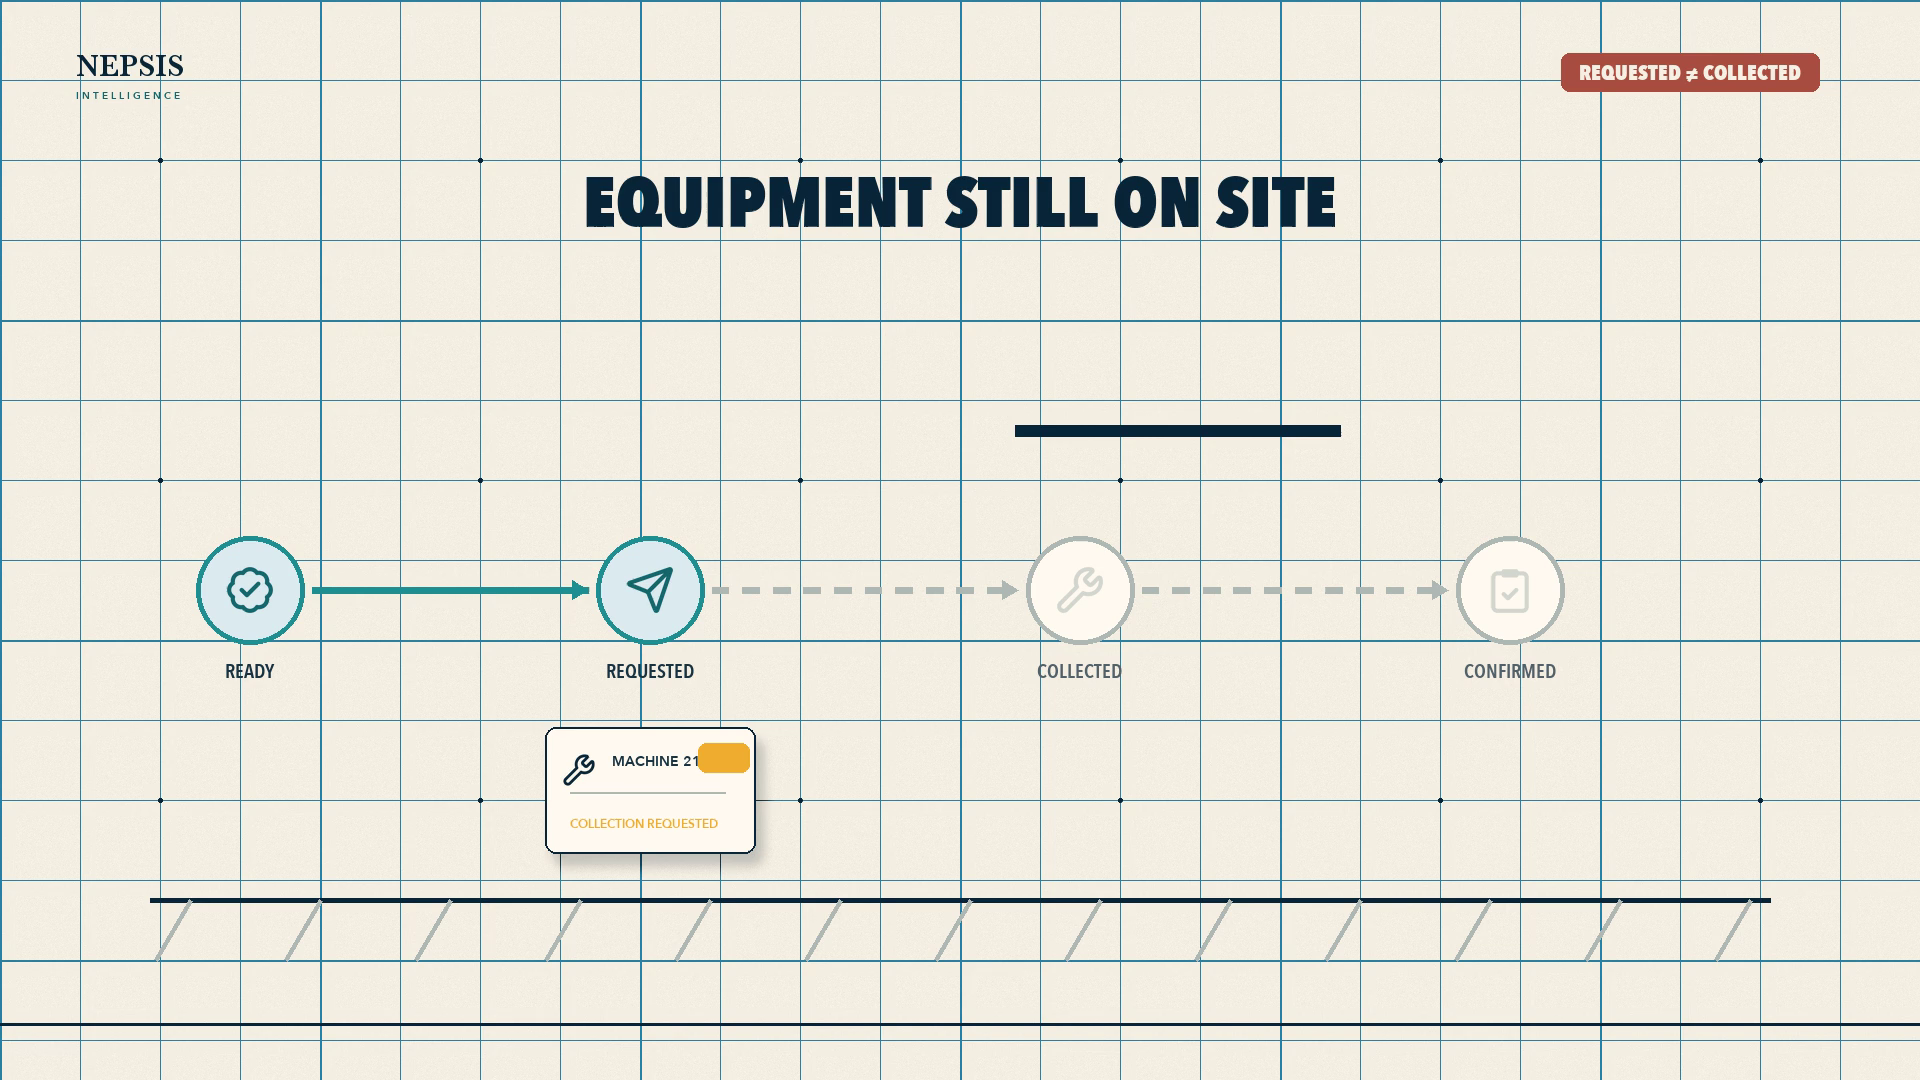 NEPSIS
INTELLIGENCE
REQUESTED ≠ COLLECTED
EQUIPMENT STILL ON SITE
READY
REQUESTED
COLLECTED
CONFIRMED
MACHINE 21
COLLECTION REQUESTED